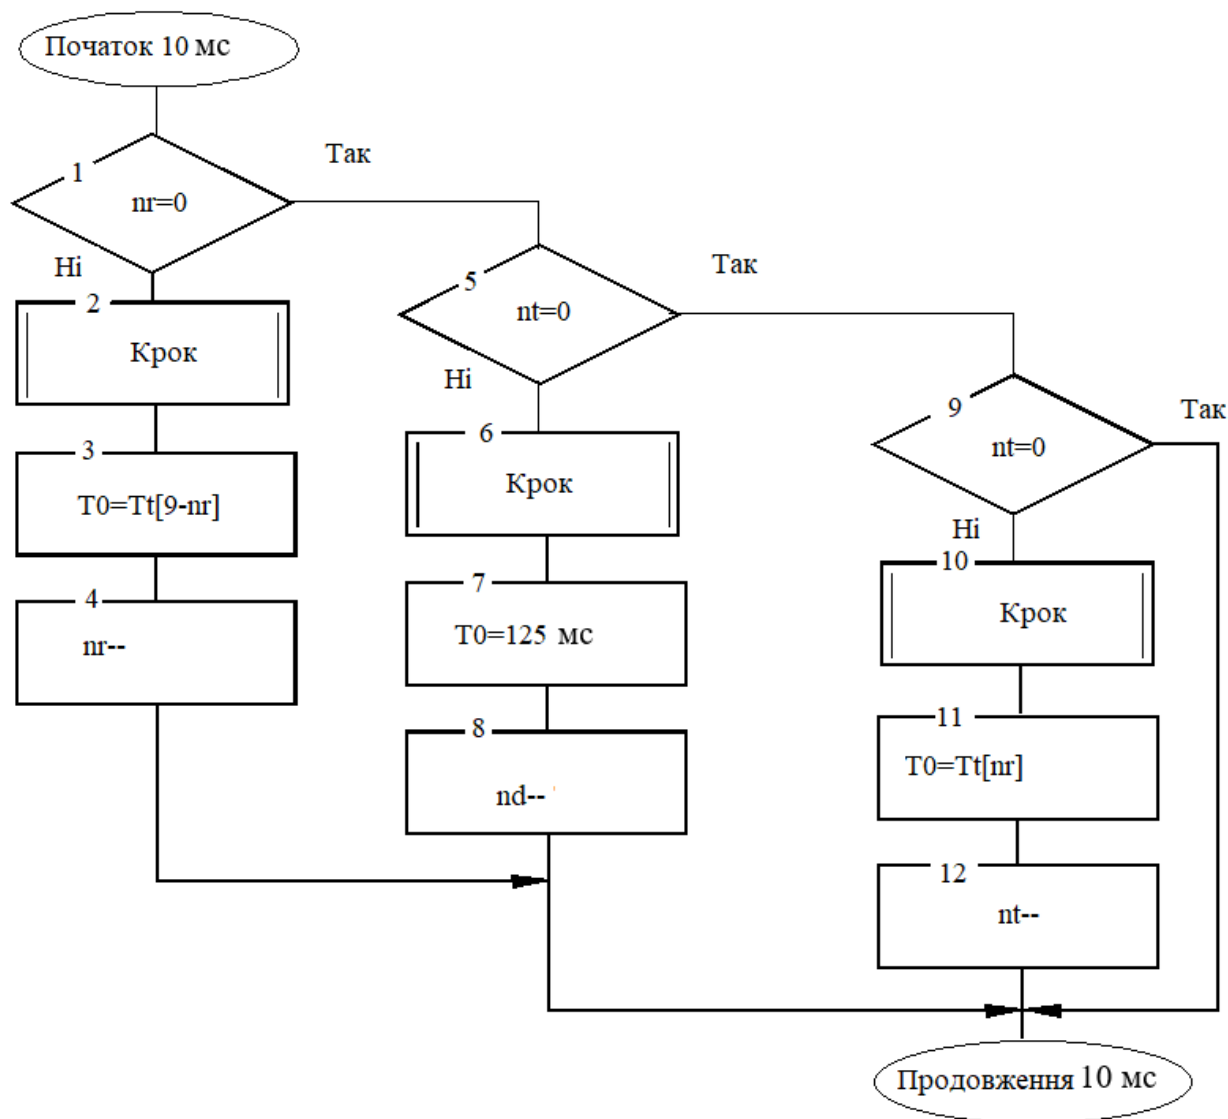 Початок 10 мс
1
Так
nr=0
Ні
2
Крок
3
T0=Tt[9-nr]
4
nr--
5
Так
nt=0
Ні
6
Крок
7
T0=125 мс
8
nd--
9
Так
nt=0
Ні
10
Крок
11
T0=Tt[nr]
12
nt--
Продовження 10 мс